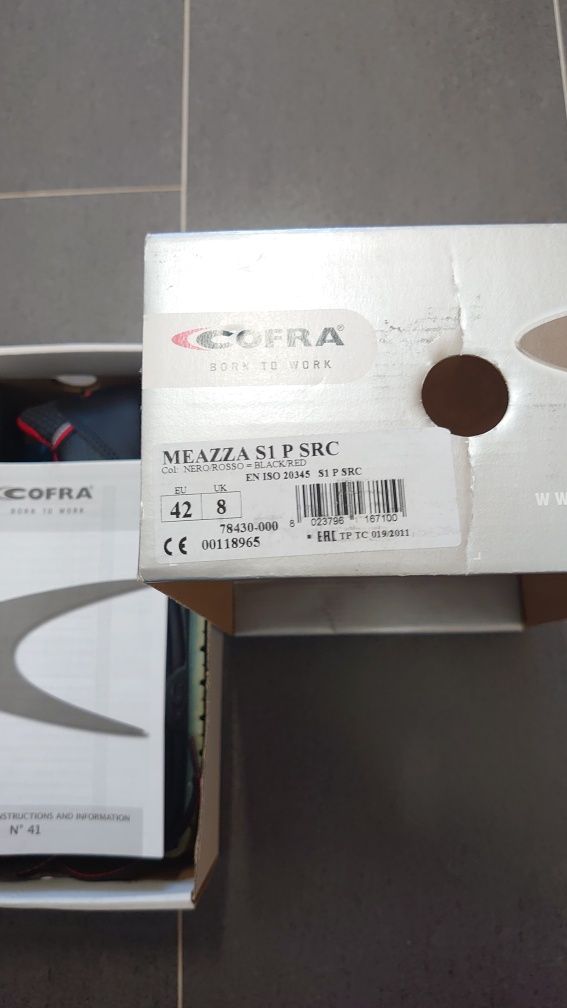 COFRA®
BORN TO WORK
MEAZZA S1 P SRC
Col: NERO/ROSSO = BLACK/RED
EN ISO 20345 S1 P SRC
EU UK
42 8
78430-000
8 023796 167100
CE 00118965
EAC TP TC 019/2011
W W
COFRA®
BORN TO WORK
NSTRUCTIONS AND INFORMATION
N° 41